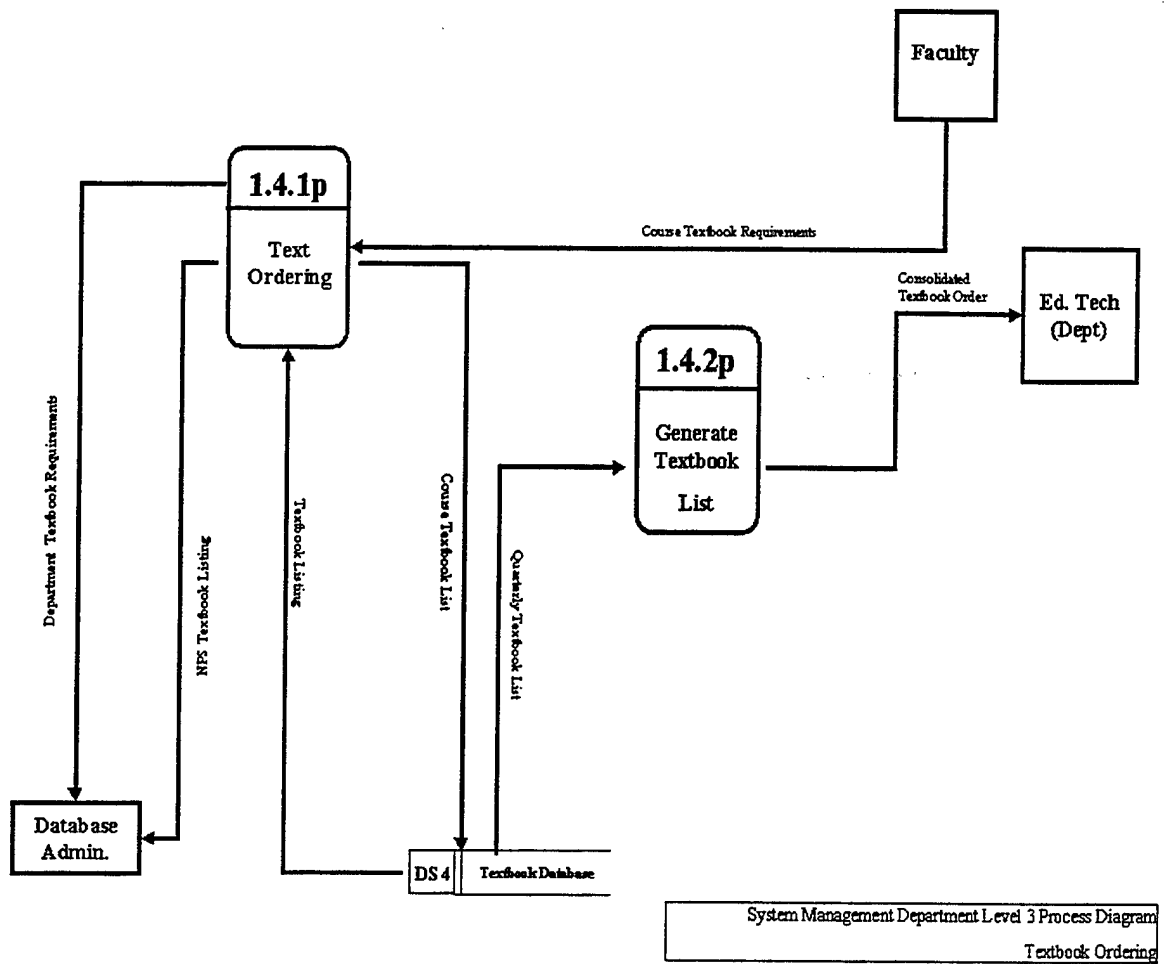 Faculty
1.4.1p
Text
Ordering
Course Textbook Requirements
Consolidated
Textbook Order
Ed. Tech
(Dept)
1.4.2p
Generate
Textbook
List
Department Textbook Requirements
NPS Textbook Listing
Textbook Listing
Course Textbook List
Quarterly Textbook List
Database
Admin.
DS 4
Textbook Database
System Management Department Level 3 Process Diagram
Textbook Ordering